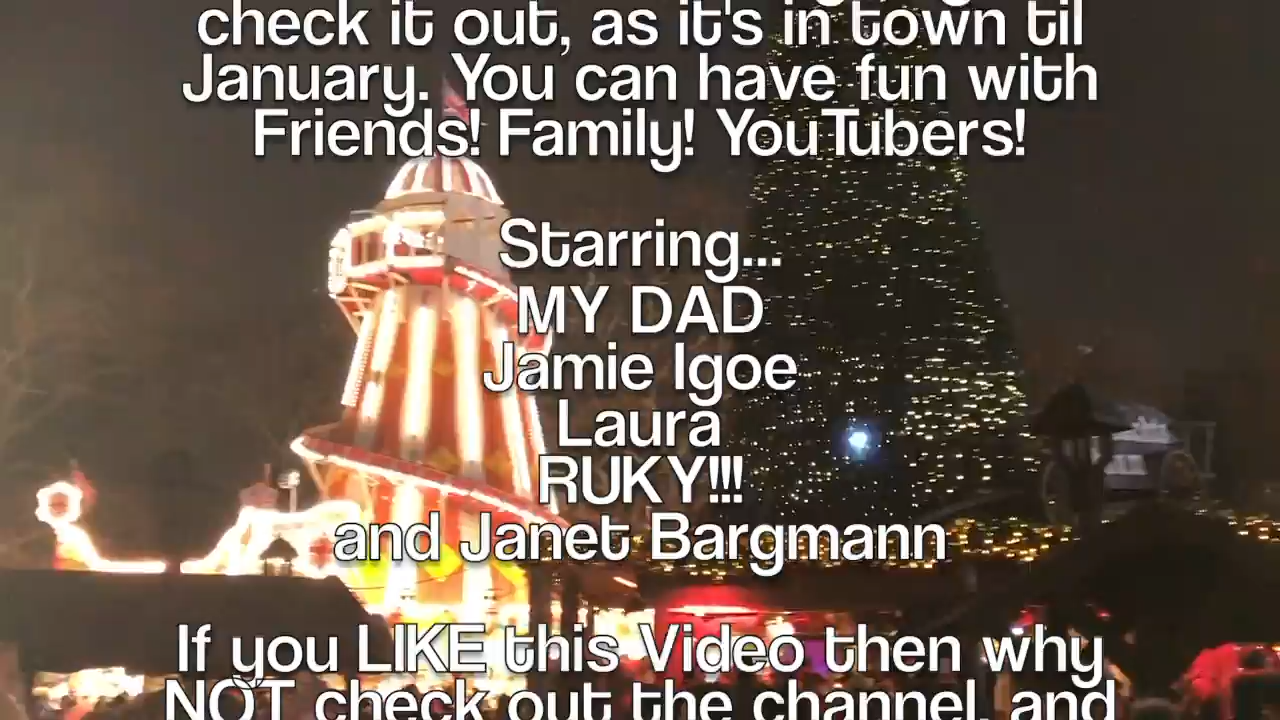 check it out, as it's in town til
January. You can have fun with
Friends! Family! YouTubers!
Starring...
MY DAD
Jamie Igoe
Laura
RUKY!!!
and Janet Bargmann
If you LIKE this Video then why
NOT check out the channel, and